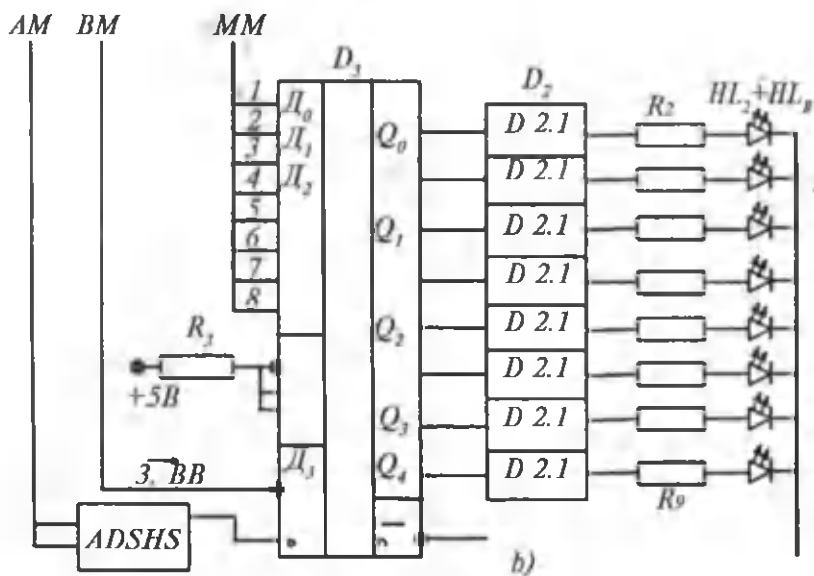 AM BM MM
D₃ D₂
R₂ HL₂+HL₈
1 Д₀
2
3 Д₁
4 Д₂
5
6
7
8
Q₀
Q₁
Q₂
Q₃
Q₄
D 2.1
D 2.1
D 2.1
D 2.1
D 2.1
D 2.1
D 2.1
D 2.1
R₃
+5B
Д₃
3. BB
R₉
ADSHS
b)